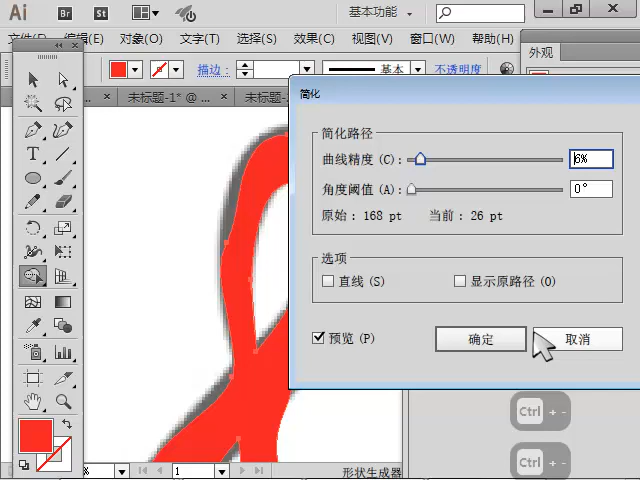 Ai Br St 基本功能
文件(F) 编辑(E) 对象(O) 文字(T) 选择(S) 效果(C) 视图(V) 窗口(W) 帮助(H)
描边: 基本 不透明度
外观
× 未标题-1* @ ... × 未标题-
简化
简化路径
曲线精度(C): 6%
角度阈值(A): 0°
原始: 168 pt 当前: 26 pt
选项
直线(S) 显示原路径(O)
预览(P) 确定 取消
Ctrl + -
Ctrl + -
% 1 形状生成器